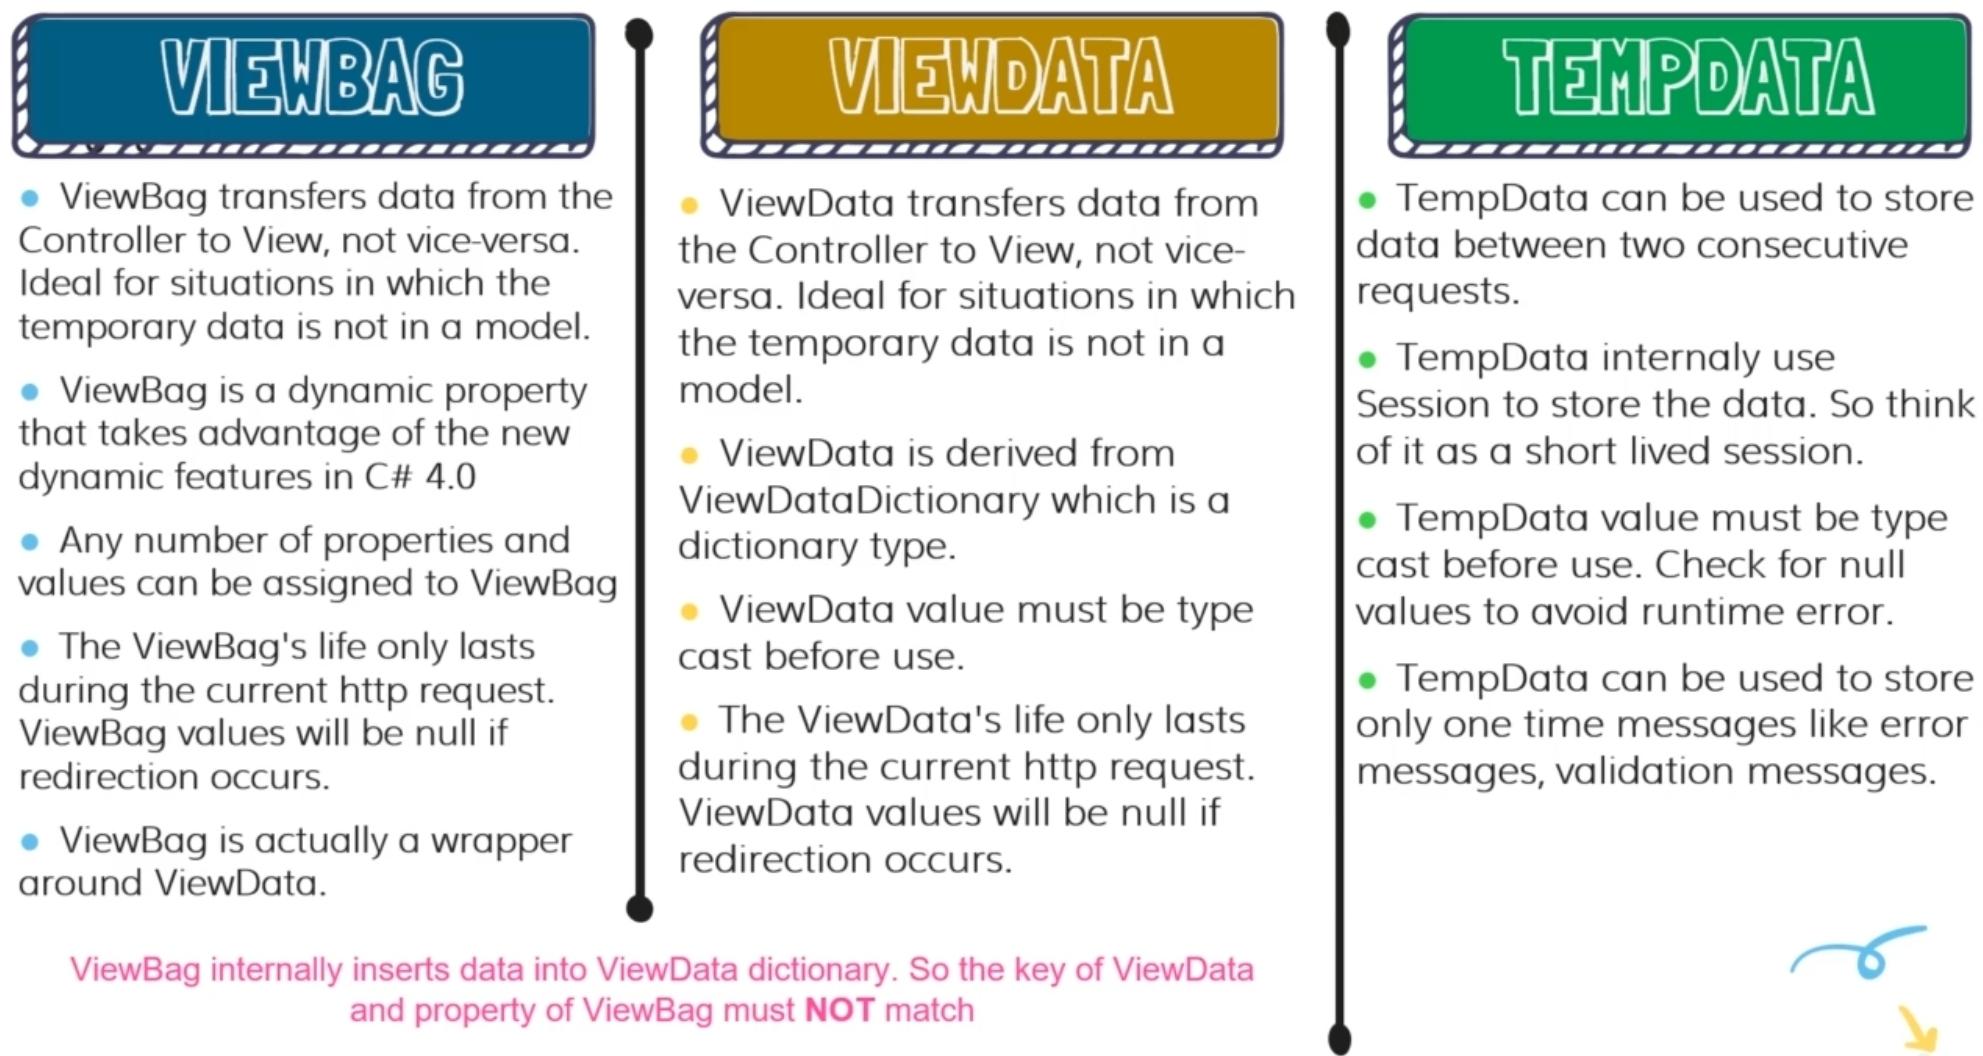 VIEWBAG
ViewBag transfers data from the
Controller to View, not vice-versa.
Ideal for situations in which the
temporary data is not in a model.
ViewBag is a dynamic property
that takes advantage of the new
dynamic features in C# 4.0
Any number of properties and
values can be assigned to ViewBag
The ViewBag's life only lasts
during the current http request.
ViewBag values will be null if
redirection occurs.
ViewBag is actually a wrapper
around ViewData.
VIEWDATA
ViewData transfers data from
the Controller to View, not vice-
versa. Ideal for situations in which
the temporary data is not in a
model.
ViewData is derived from
ViewDataDictionary which is a
dictionary type.
ViewData value must be type
cast before use.
The ViewData's life only lasts
during the current http request.
ViewData values will be null if
redirection occurs.
ViewBag internally inserts data into ViewData dictionary. So the key of ViewData
and property of ViewBag must NOT match
TEMPDATA
TempData can be used to store
data between two consecutive
requests.
TempData internaly use
Session to store the data. So think
of it as a short lived session.
TempData value must be type
cast before use. Check for null
values to avoid runtime error.
TempData can be used to store
only one time messages like error
messages, validation messages.